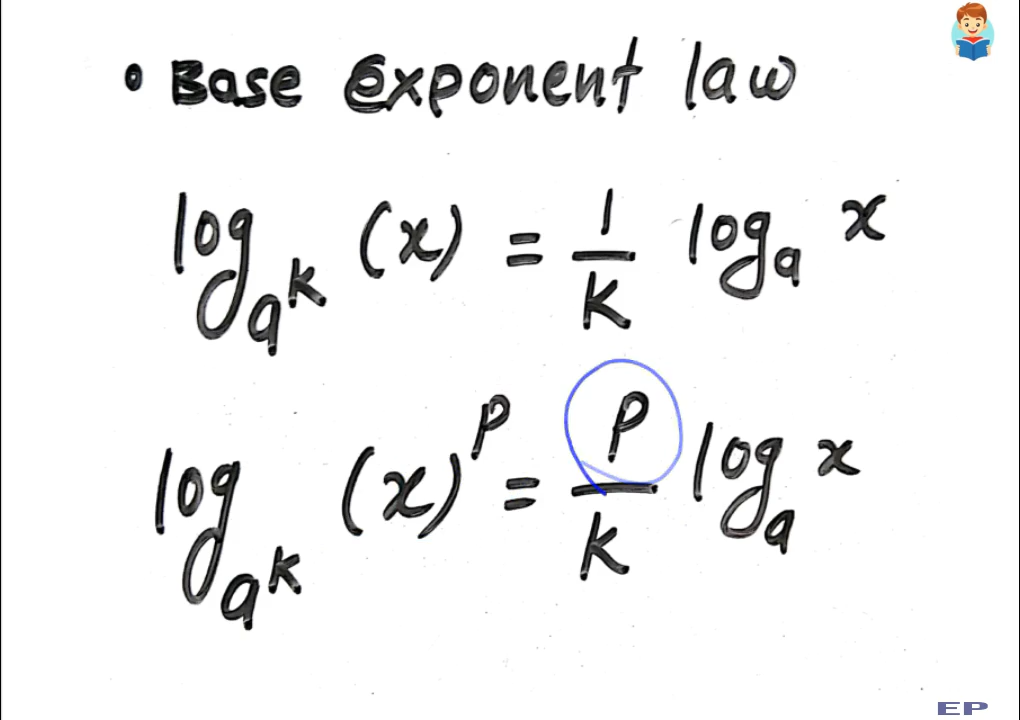 • Base exponent law
log_{a^k} (x) = 1/k log_a x
log_{a^k} (x)^p = p/k log_a x
EP